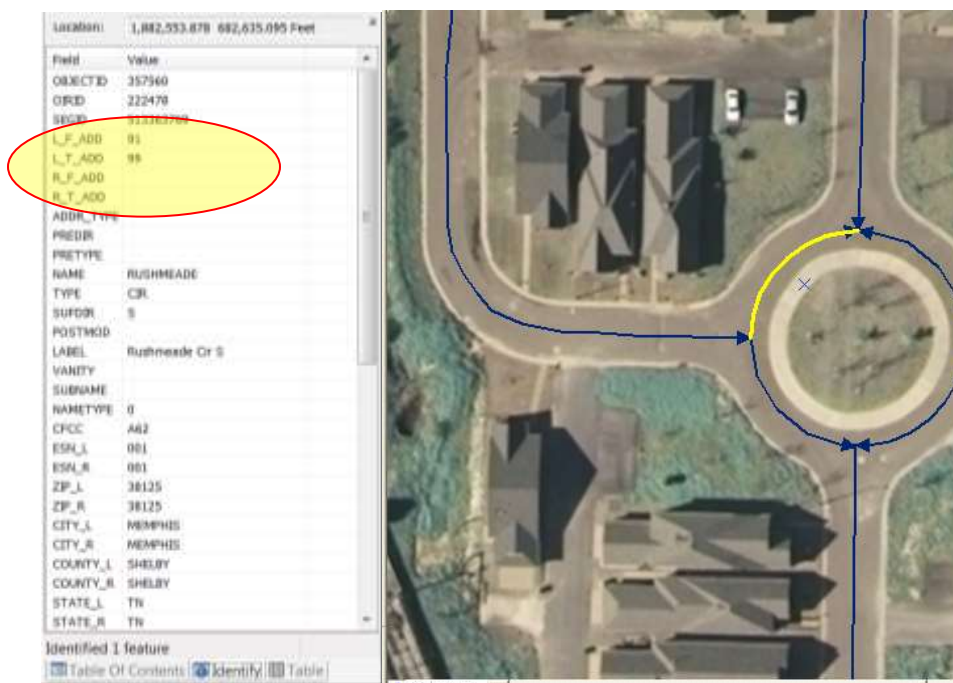 Location: 1,882,553.878 682,635.095 Feet
Field Value
OBJECTID 357560
OIRID 222470
SEGID
L_F_ADD 91
L_T_ADD 99
R_F_ADD
R_T_ADD
ADDR_TYPE
PREDIR
PRETYPE
NAME RUSHMEADE
TYPE CIR
SUFDIR S
POSTMOD
LABEL Rushmeade Cir S
VANITY
SUBNAME
NAMETYPE 0
CFCC A62
ESN_L 001
ESN_R 001
ZIP_L 38125
ZIP_R 38125
CITY_L MEMPHIS
CITY_R MEMPHIS
COUNTY_L SHELBY
COUNTY_R SHELBY
STATE_L TN
STATE_R TN
Identified 1 feature
Table Of Contents Identify Table